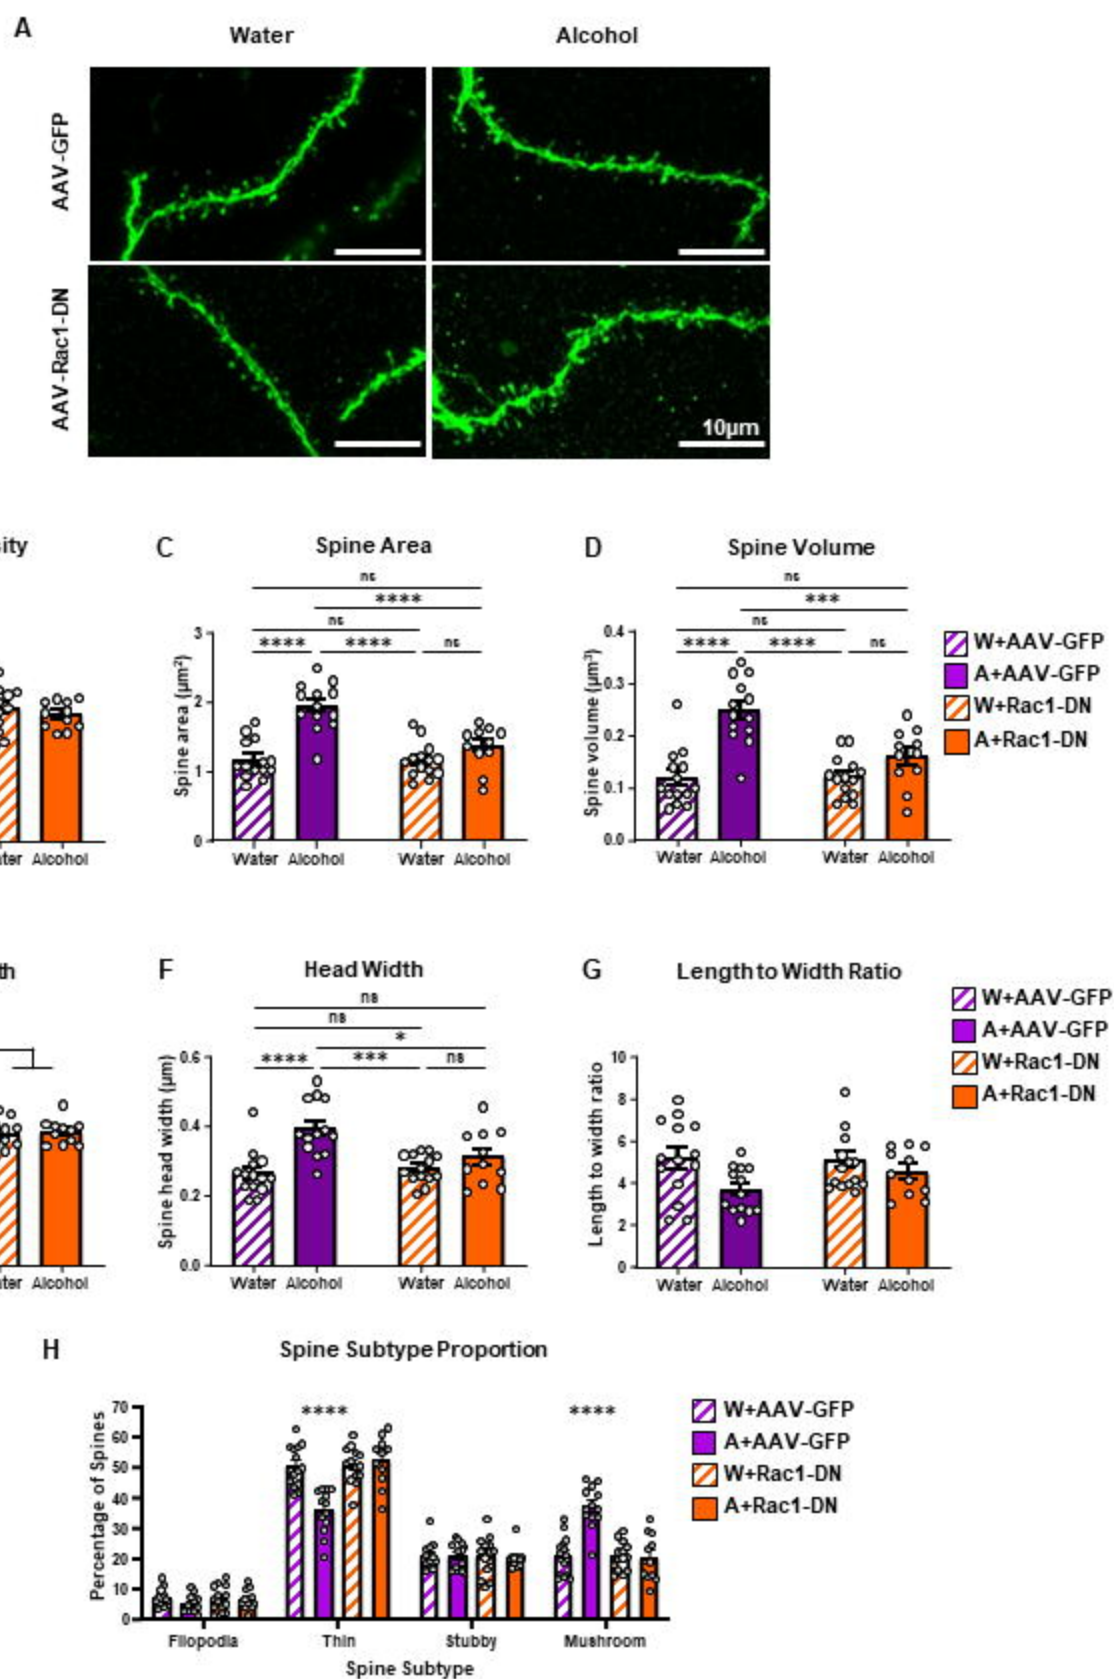 A
Water
Alcohol
AAV-GFP
AAV-Rac1-DN
10µm
sity
C
Spine Area
ns
****
ns
**** **** ns
Spine area (µm²)
3
2
1
0
Water Alcohol Water Alcohol
D
Spine Volume
ns
***
ns
**** **** ns
Spine volume (µm³)
0.4
0.3
0.2
0.1
0.0
Water Alcohol Water Alcohol
W+AAV-GFP
A+AAV-GFP
W+Rac1-DN
A+Rac1-DN
ater Alcohol
th
ater Alcohol
F
Head Width
ns
ns
*
**** *** ns
Spine head width (µm)
0.6
0.4
0.2
0.0
Water Alcohol Water Alcohol
G
Length to Width Ratio
Length to width ratio
10
8
6
4
2
0
Water Alcohol Water Alcohol
W+AAV-GFP
A+AAV-GFP
W+Rac1-DN
A+Rac1-DN
H
Spine Subtype Proportion
Percentage of Spines
70
60
50
40
30
20
10
0
**** ****
Filopodia Thin Stubby Mushroom
Spine Subtype
W+AAV-GFP
A+AAV-GFP
W+Rac1-DN
A+Rac1-DN